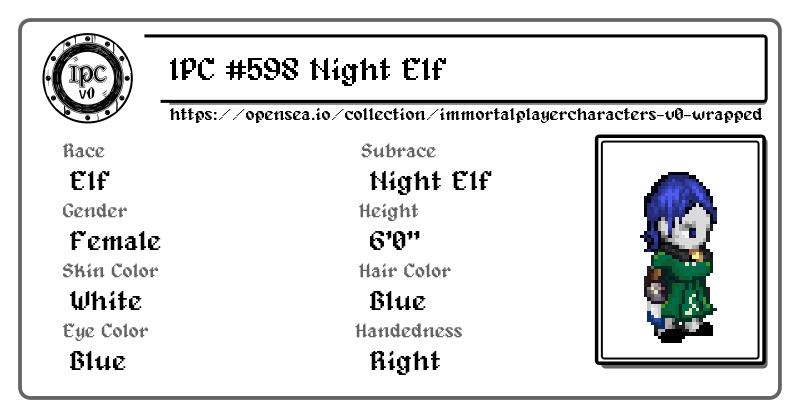 IPC
v0
IPC #598 Night Elf
https://opensea.io/collection/immortalplayercharacters-v0-wrapped
Race
Subrace
Elf
Night Elf
Gender
Height
Female
6'0"
Skin Color
Hair Color
White
Blue
Eye Color
Handedness
Blue
Right